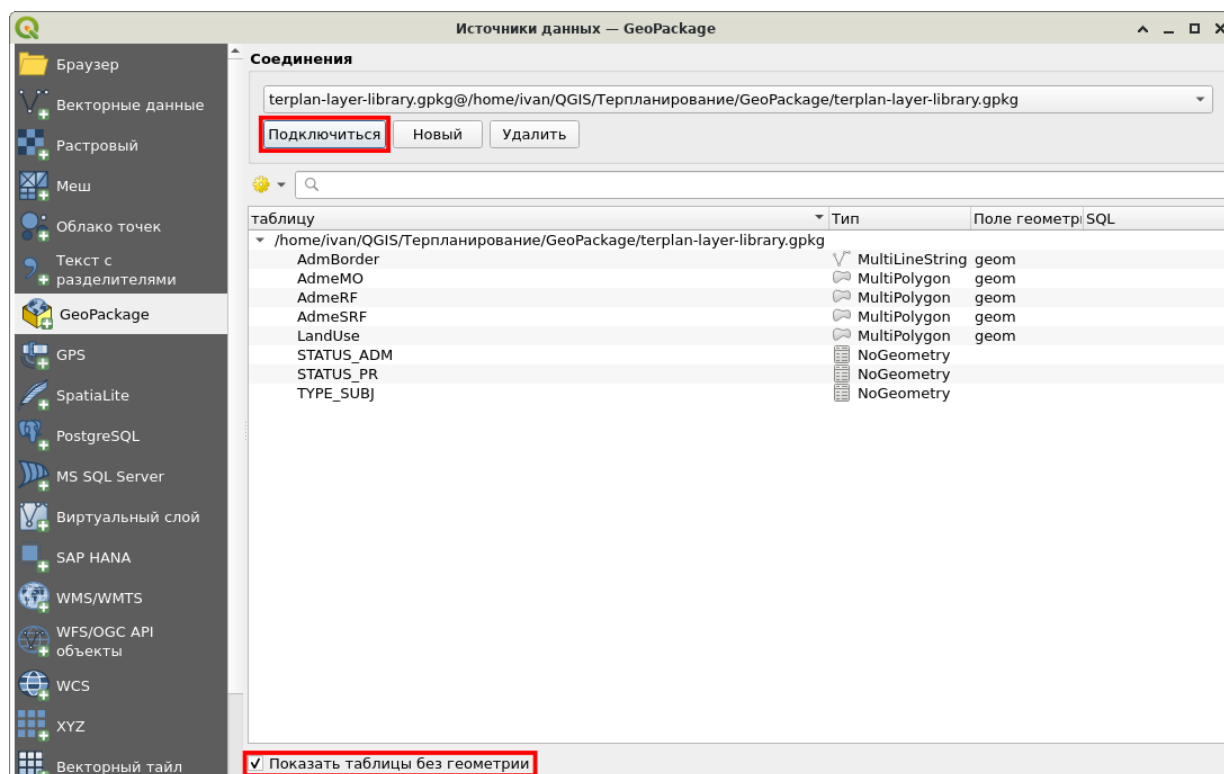 Источники данных — GeoPackage
Браузер
Векторные данные
Растровый
Меш
Облако точек
Текст с
разделителями
GeoPackage
GPS
SpatiaLite
PostgreSQL
MS SQL Server
Виртуальный слой
SAP HANA
WMS/WMTS
WFS/OGC API
объекты
WCS
XYZ
Векторный тайл
Соединения
terplan-layer-library.gpkg@/home/ivan/QGIS/Терпланирование/GeoPackage/terplan-layer-library.gpkg
Подключиться Новый Удалить
таблицу Тип Поле геометрі SQL
/home/ivan/QGIS/Терпланирование/GeoPackage/terplan-layer-library.gpkg
AdmBorder MultiLineString geom
AdmeMO MultiPolygon geom
AdmeRF MultiPolygon geom
AdmeSRF MultiPolygon geom
LandUse MultiPolygon geom
STATUS_ADM NoGeometry
STATUS_PR NoGeometry
TYPE_SUBJ NoGeometry
Показать таблицы без геометрии